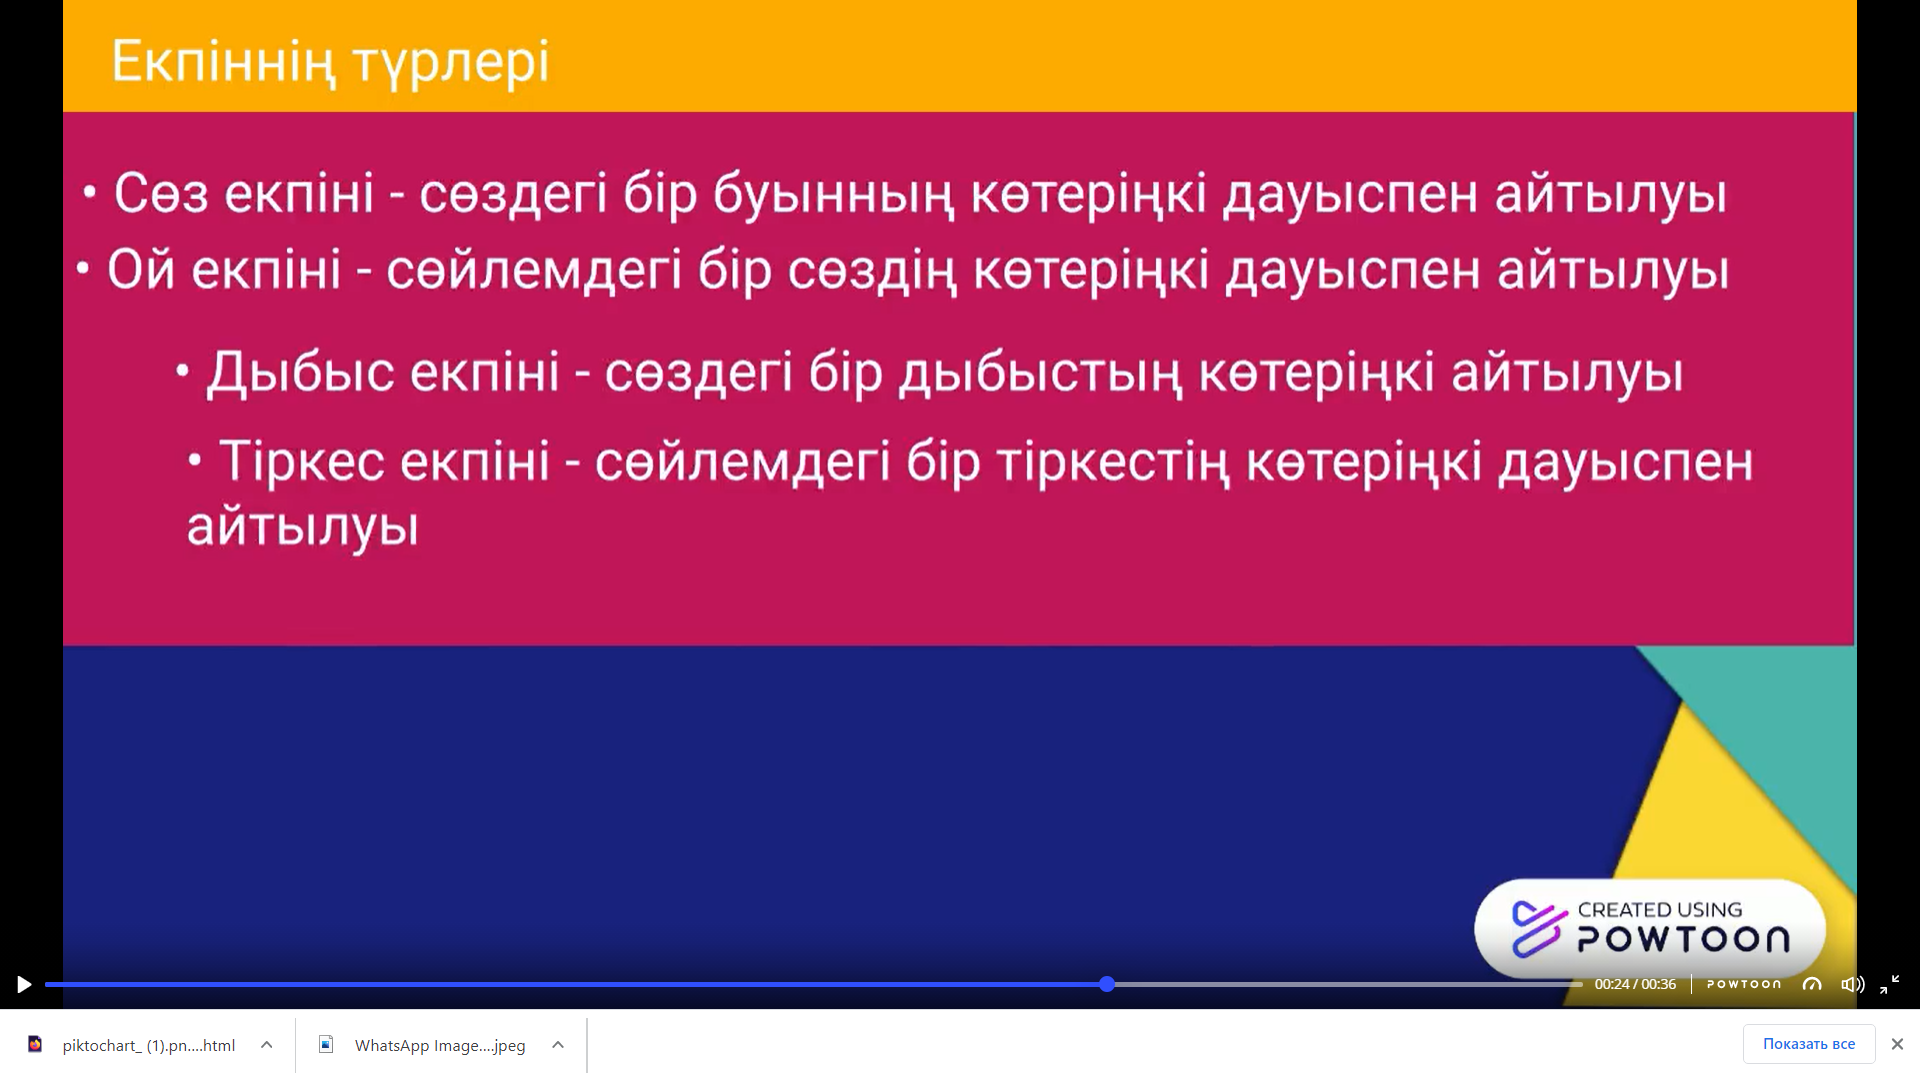 Екпіннің түрлері
• Сөз екпіні - сөздегі бір буынның көтеріңкі дауыспен айтылуы
• Ой екпіні - сөйлемдегі бір сөздің көтеріңкі дауыспен айтылуы
• Дыбыс екпіні - сөздегі бір дыбыстың көтеріңкі айтылуы
• Тіркес екпіні - сөйлемдегі бір тіркестің көтеріңкі дауыспен
айтылуы
CREATED USING
POWTOON
00:24 / 00:36 POWTOON
piktochart_ (1).pn....html WhatsApp Image....jpeg Показать все